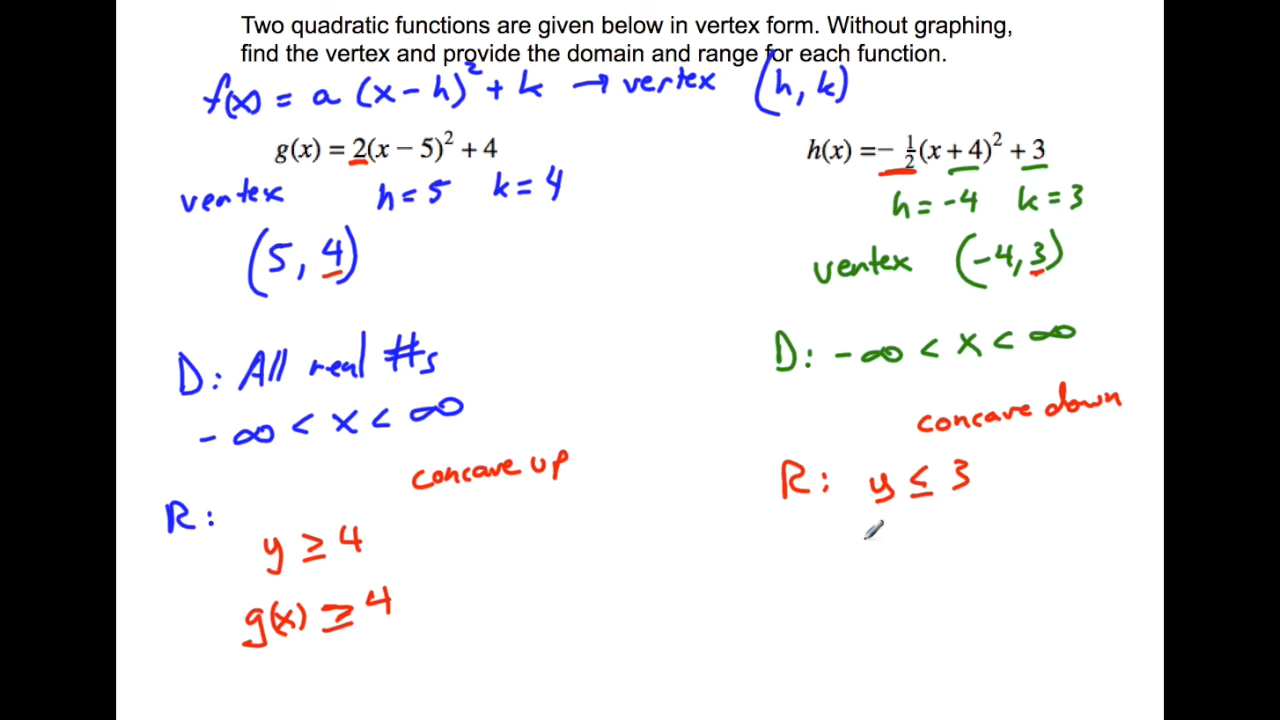 Two quadratic functions are given below in vertex form. Without graphing,
find the vertex and provide the domain and range for each function.
f(x) = a (x - h)² + k → vertex (h, k)
g(x) = 2(x − 5)² + 4
vertex h = 5 k = 4
(5, 4)
D: All real #s
- ∞ < x < ∞
concave up
R:
y ≥ 4
g(x) ≥ 4
h(x) =− ½(x + 4)² + 3
h = -4 k = 3
vertex (-4, 3)
D: - ∞ < x < ∞
concave down
R: y ≤ 3